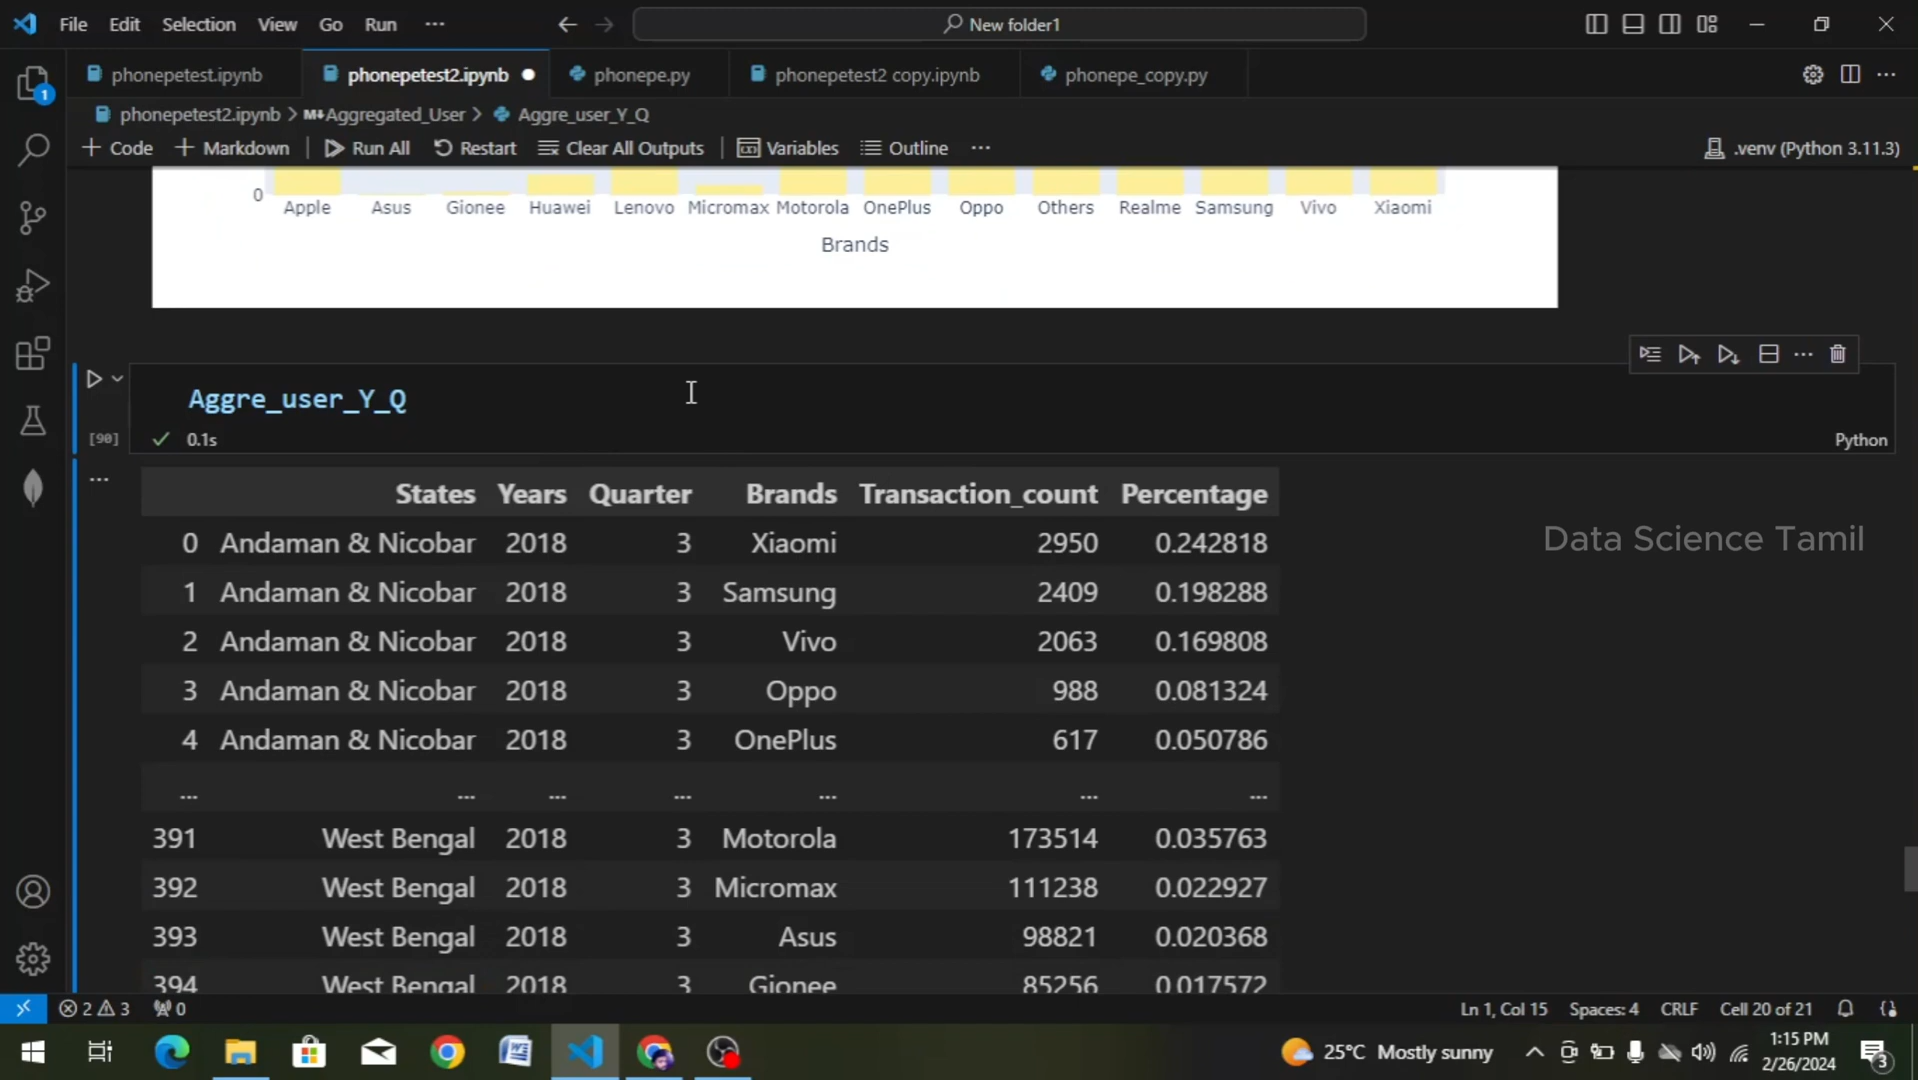 File Edit Selection View Go Run ··· New folder1
phonepetest.ipynb phonepetest2.ipynb phonepe.py phonepetest2 copy.ipynb phonepe_copy.py
1
phonepetest2.ipynb > M↓Aggregated_User > Aggre_user_Y_Q
+ Code + Markdown Run All Restart Clear All Outputs Variables Outline ··· .venv (Python 3.11.3)
0
Apple Asus Gionee Huawei Lenovo Micromax Motorola OnePlus Oppo Others Realme Samsung Vivo Xiaomi
Brands
Aggre_user_Y_Q
[90] 0.1s Python
States Years Quarter Brands Transaction_count Percentage
0 Andaman & Nicobar 2018 3 Xiaomi 2950 0.242818
Data Science Tamil
1 Andaman & Nicobar 2018 3 Samsung 2409 0.198288
2 Andaman & Nicobar 2018 3 Vivo 2063 0.169808
3 Andaman & Nicobar 2018 3 Oppo 988 0.081324
4 Andaman & Nicobar 2018 3 OnePlus 617 0.050786
... ... ... ... ... ... ...
391 West Bengal 2018 3 Motorola 173514 0.035763
392 West Bengal 2018 3 Micromax 111238 0.022927
393 West Bengal 2018 3 Asus 98821 0.020368
394 West Bengal 2018 3 Gionee 85256 0.017572
2 3 0 Ln 1, Col 15 Spaces: 4 CRLF Cell 20 of 21
25°C Mostly sunny 1:15 PM
2/26/2024 3